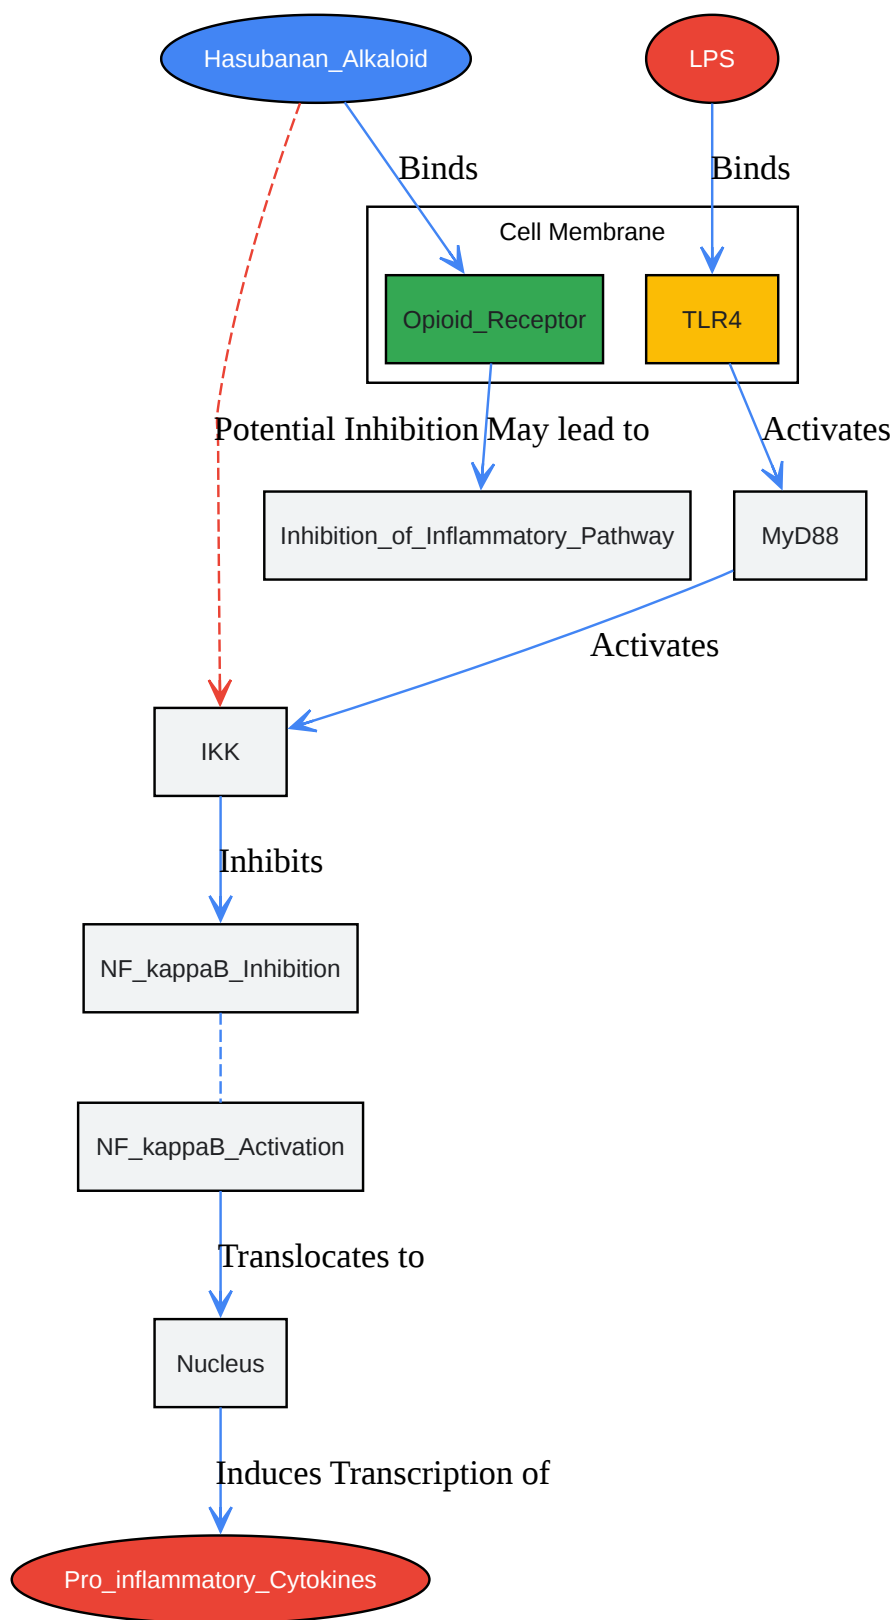 Hasubanan_Alkaloid
LPS
Binds
Binds
Cell Membrane
Opioid_Receptor
TLR4
Potential Inhibition
May lead to
Activates
Inhibition_of_Inflammatory_Pathway
MyD88
Activates
IKK
Inhibits
NF_kappaB_Inhibition
NF_kappaB_Activation
Translocates to
Nucleus
Induces Transcription of
Pro_inflammatory_Cytokines